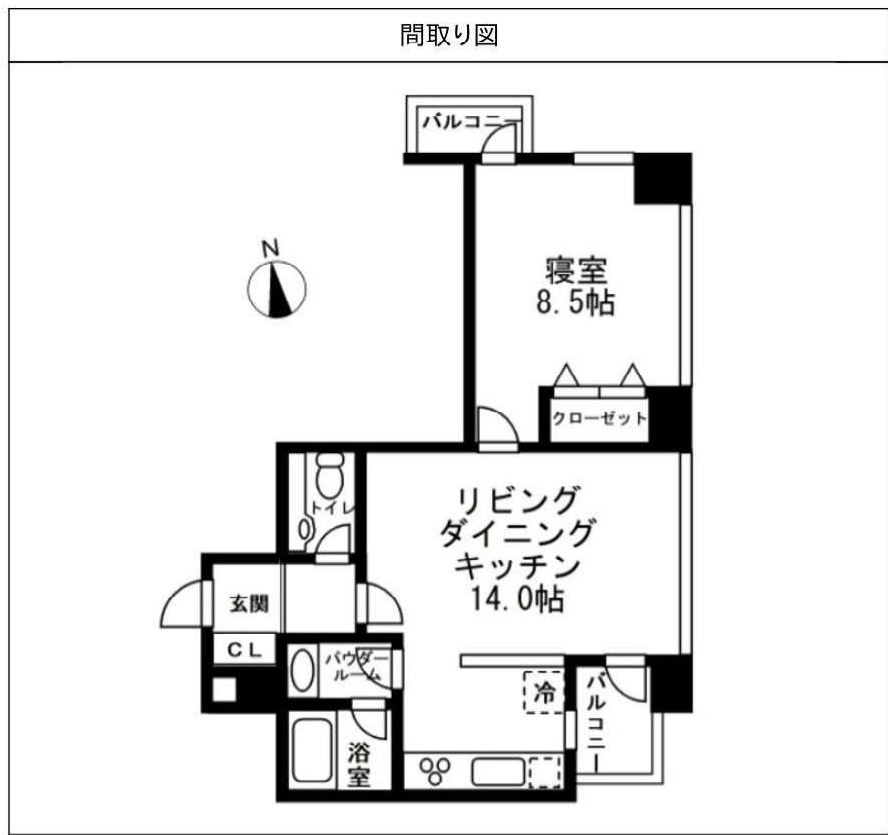 間取り図
バルコニー
N
寝室
8.5帖
クローゼット
トイレ
リビング
ダイニング
キッチン
14.0帖
玄関
CL
パウダー
ルーム
冷
バルコニー
浴室